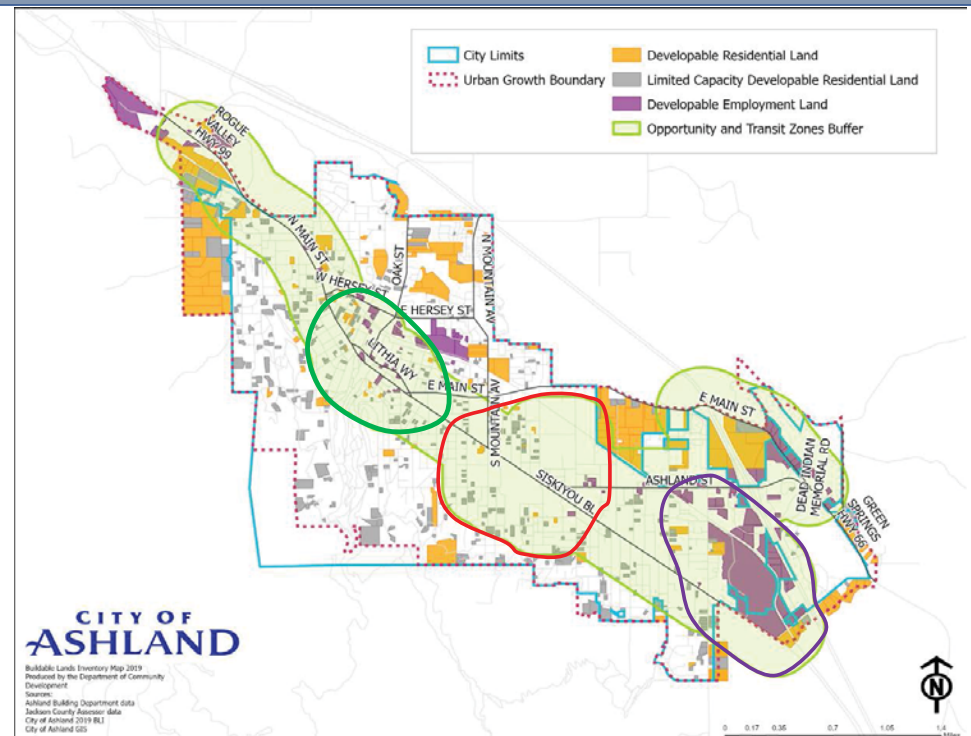 City Limits
Urban Growth Boundary
Developable Residential Land
Limited Capacity Developable Residential Land
Developable Employment Land
Opportunity and Transit Zones Buffer
ROGUE
VALLEY
HWY 99
N MAIN ST
W HERSEY ST
OAK ST
N MOUNTAIN AV
E HERSEY ST
LITHIA WY
E MAIN ST
S MOUNTAIN AV
E MAIN ST
SISKIYOU BL
ASHLAND ST
DEAD INDIAN
MEMORIAL RD
GREEN
SPRINGS
HWY 66
CITY OF
ASHLAND
Buildable Lands Inventory Map 2019
Produced by the Department of Community
Development
Sources:
Ashland Building Department data
Jackson County Assessor data
City of Ashland 2019 BLI
City of Ashland GIS
N
0 0.17 0.35 0.7 1.05 1.4
Miles